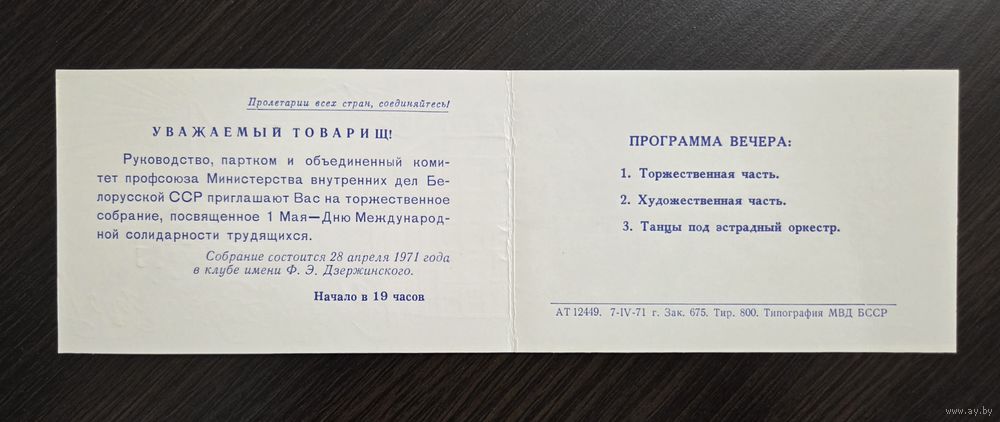 Пролетарии всех стран, соединяйтесь!
УВАЖАЕМЫЙ ТОВАРИЩ!
Руководство, партком и объединенный коми-
тет профсоюза Министерства внутренних дел Бе-
лорусской ССР приглашают Вас на торжественное
собрание, посвященное 1 Мая—Дню Международ-
ной солидарности трудящихся.
Собрание состоится 28 апреля 1971 года
в клубе имени Ф. Э. Дзержинского.
Начало в 19 часов
ПРОГРАММА ВЕЧЕРА:
1. Торжественная часть.
2. Художественная часть.
3. Танцы под эстрадный оркестр.
АТ 12449. 7-IV-71 г. Зак. 675. Тир. 800. Типография МВД БССР
www.ay.by